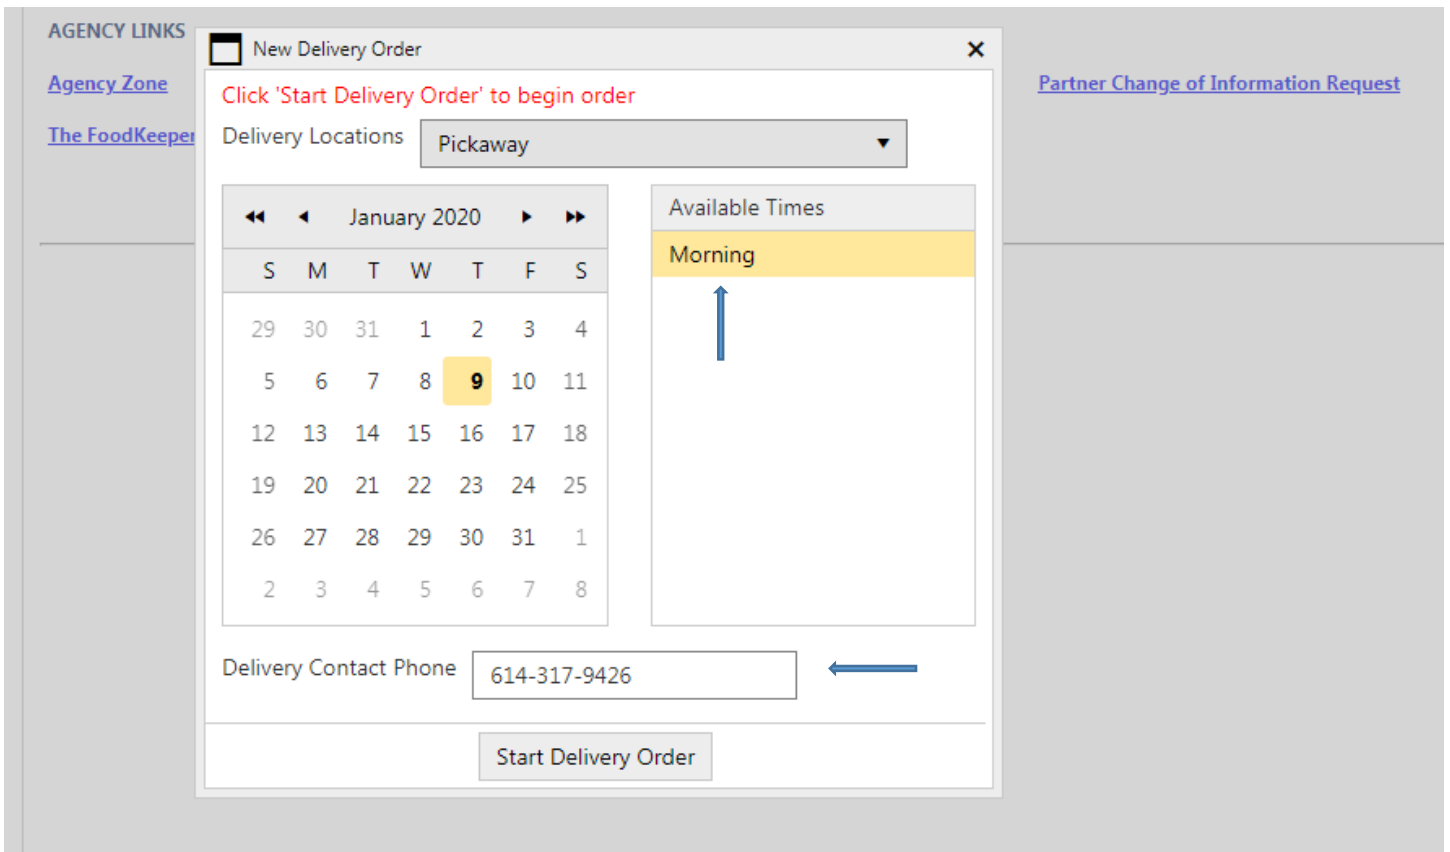 AGENCY LINKS
New Delivery Order
Agency Zone
Partner Change of Information Request
Click 'Start Delivery Order' to begin order
The FoodKeeper
Delivery Locations
Pickaway
January 2020
S M T W T F S
29 30 31 1 2 3 4
5 6 7 8 9 10 11
12 13 14 15 16 17 18
19 20 21 22 23 24 25
26 27 28 29 30 31 1
2 3 4 5 6 7 8
Available Times
Morning
Delivery Contact Phone
614-317-9426
Start Delivery Order